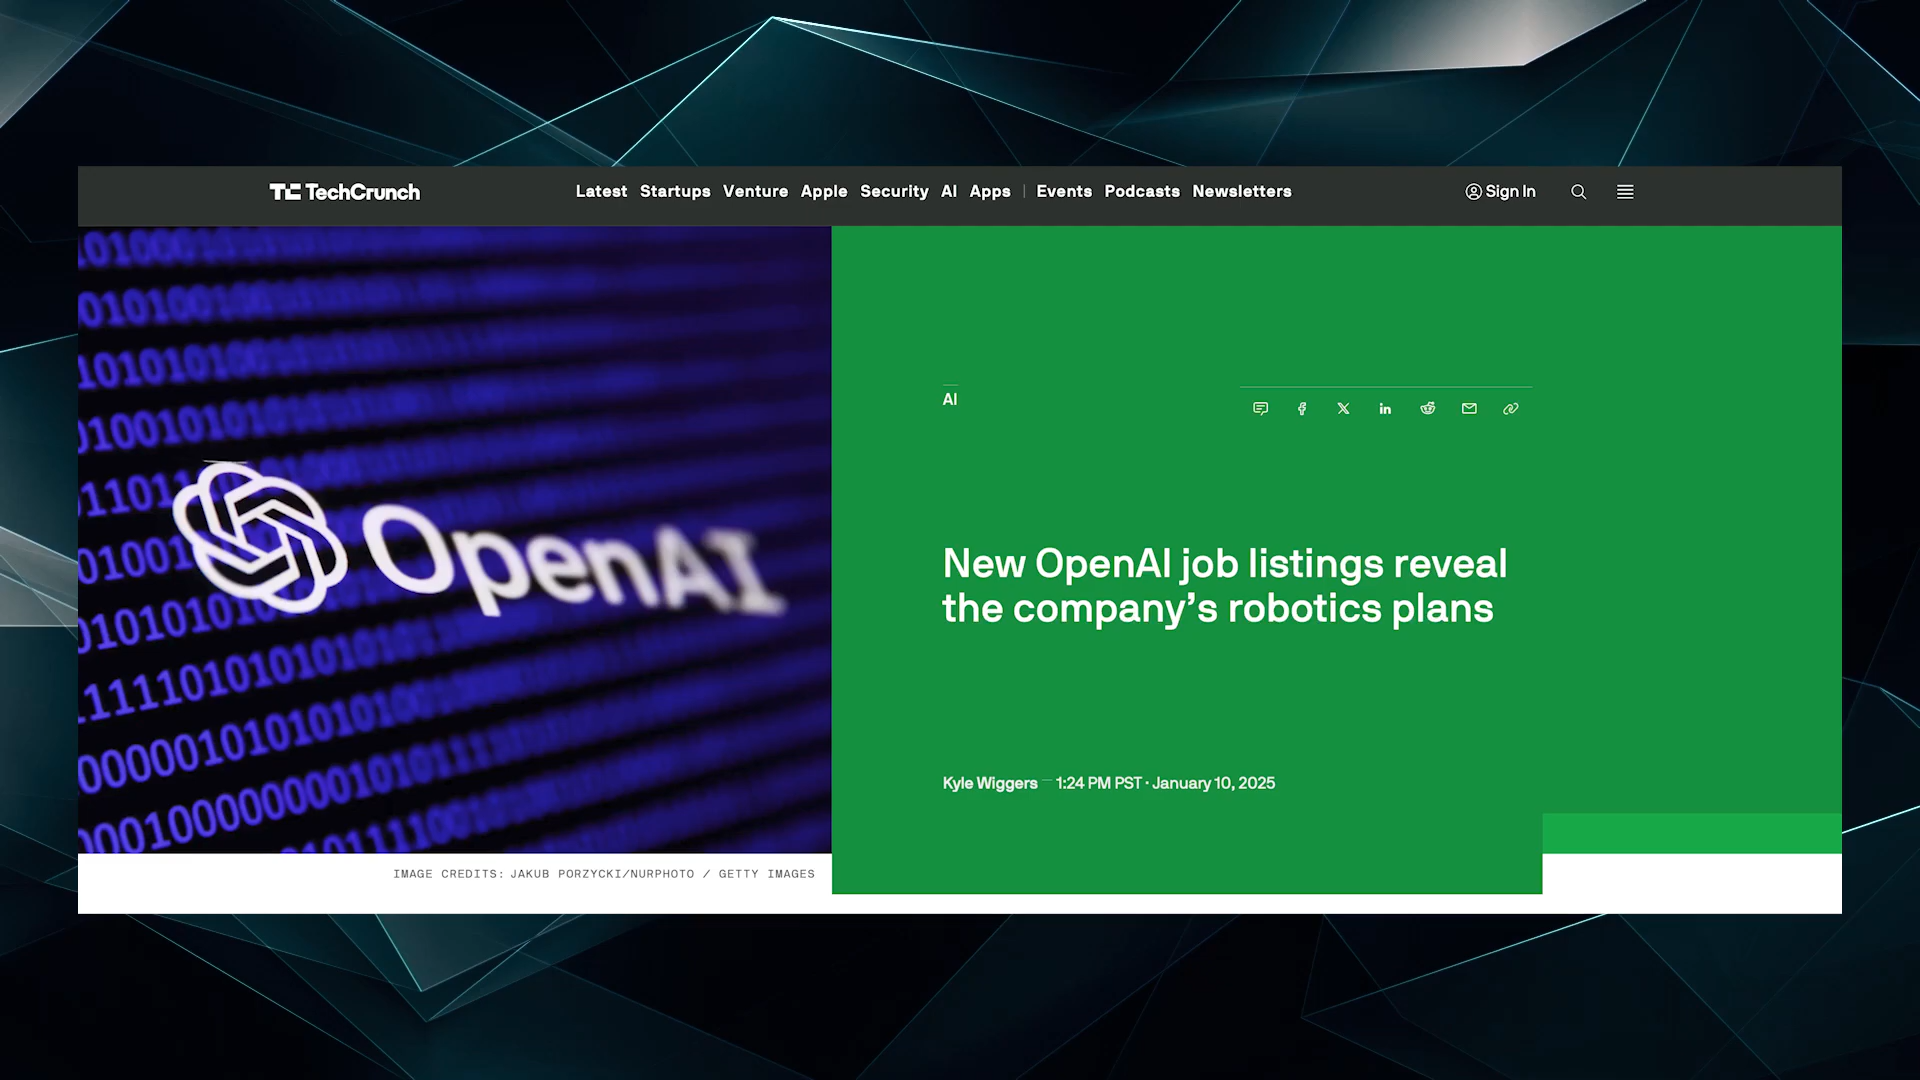 TechCrunch
Latest Startups Venture Apple Security AI Apps | Events Podcasts Newsletters
Sign In
OpenAI
AI
New OpenAI job listings reveal
the company’s robotics plans
Kyle Wiggers — 1:24 PM PST · January 10, 2025
IMAGE CREDITS: JAKUB PORZYCKI/NURPHOTO / GETTY IMAGES